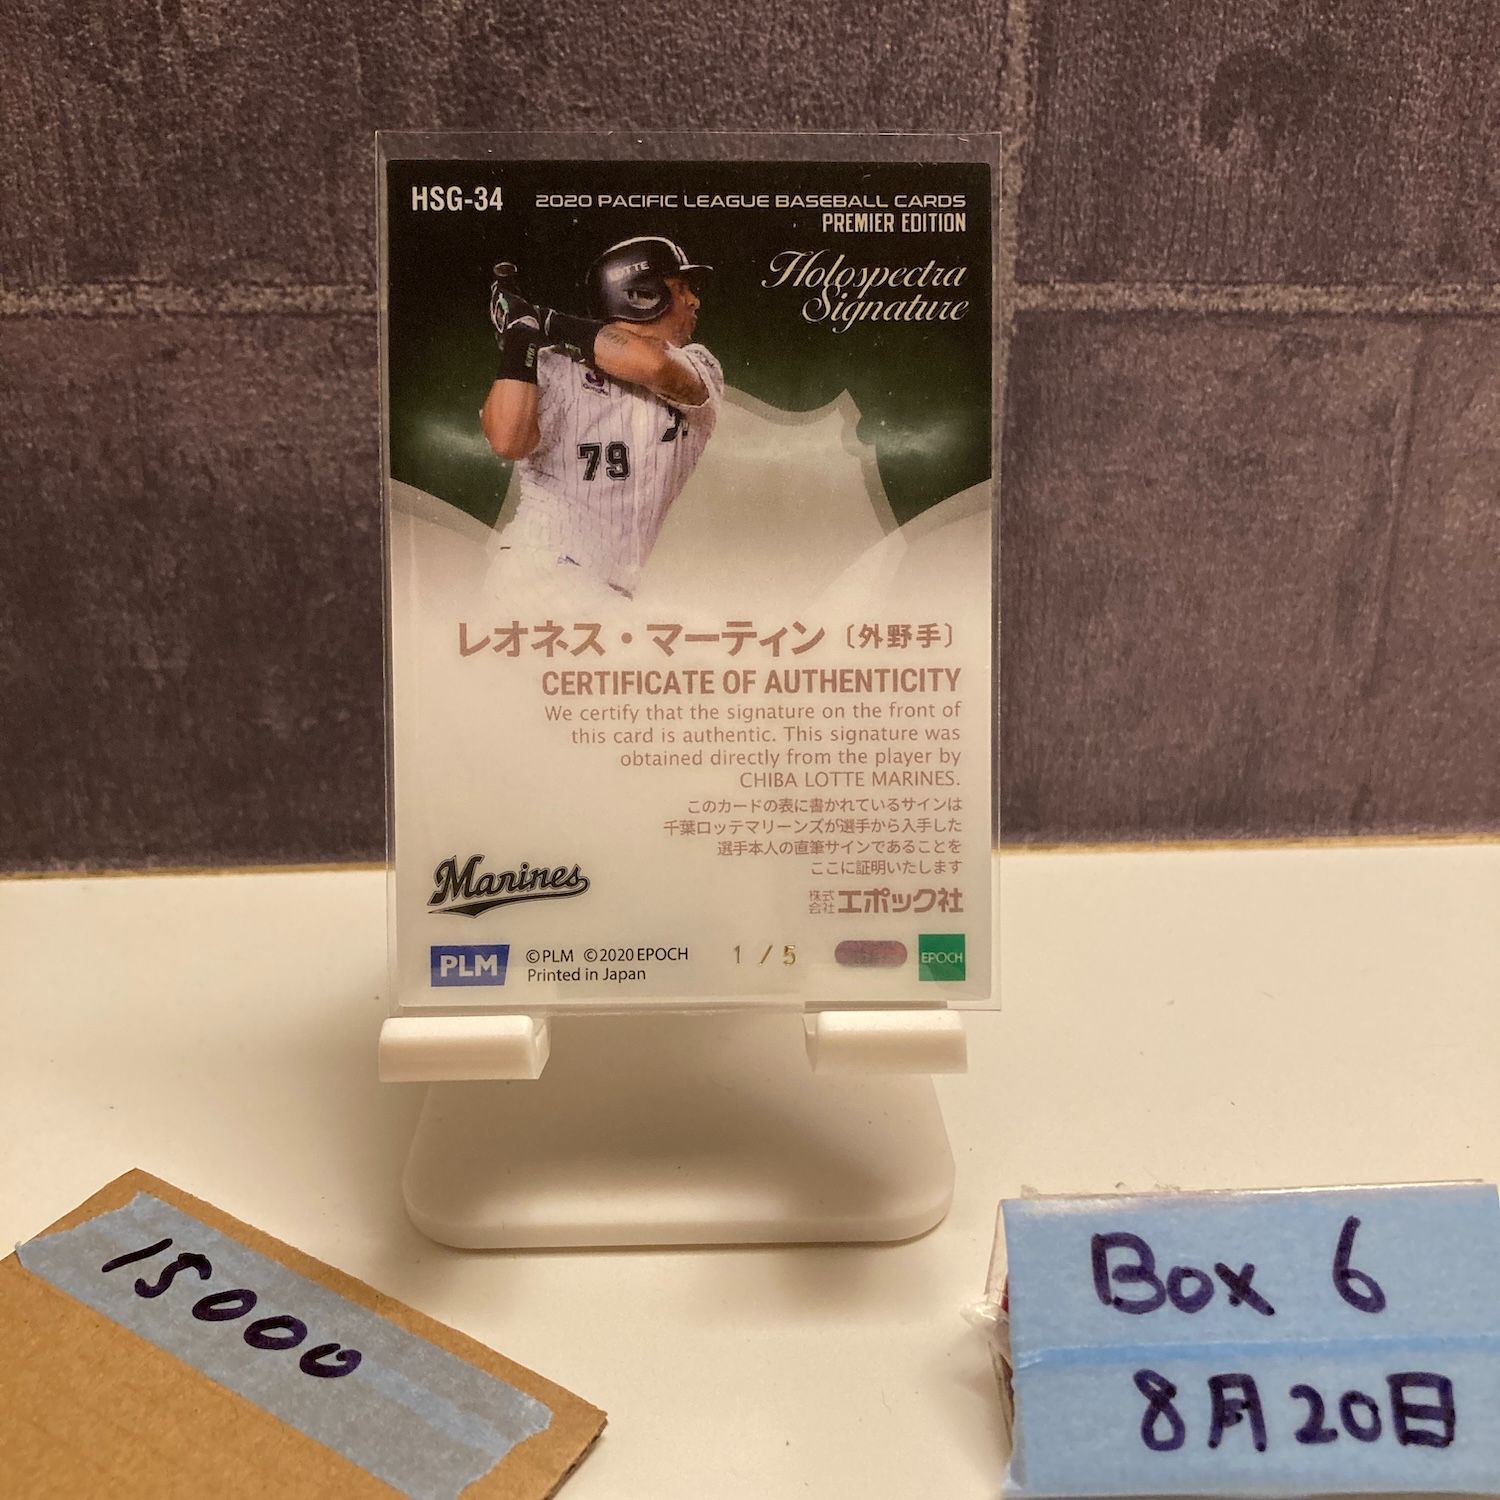 HSG-34
2020 PACIFIC LEAGUE BASEBALL CARDS
PREMIER EDITION
Holospectra
Signature
79
レオネス・マーティン〔外野手〕
CERTIFICATE OF AUTHENTICITY
We certify that the signature on the front of
this card is authentic. This signature was
obtained directly from the player by
CHIBA LOTTE MARINES.
このカードの表に書かれているサインは
千葉ロッテマリーンズが選手から入手した
選手本人の直筆サインであることを
ここに証明いたします
Marines
株式会社エポック社
PLM
©PLM ©2020 EPOCH
Printed in Japan
1 / 5
EPOCH
15000
Box 6
8月20日